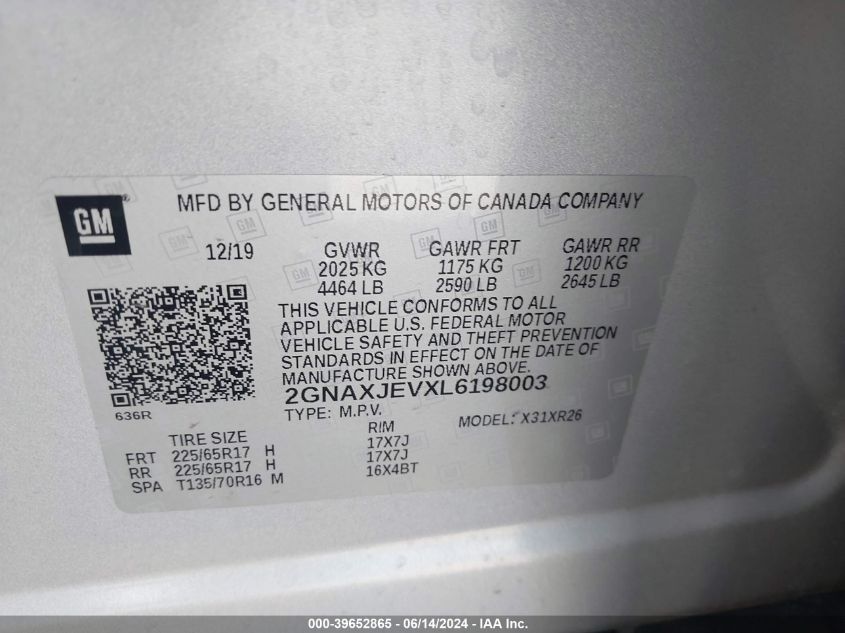 GM
MFD BY GENERAL MOTORS OF CANADA COMPANY
12/19 GVWR GAWR FRT GAWR RR
2025 KG 1175 KG 1200 KG
4464 LB 2590 LB 2645 LB
THIS VEHICLE CONFORMS TO ALL
APPLICABLE U.S. FEDERAL MOTOR
VEHICLE SAFETY AND THEFT PREVENTION
STANDARDS IN EFFECT ON THE DATE OF
MANUFACTURE SHOWN ABOVE.
2GNAXJEVXL6198003
636R
TYPE: M.P.V. MODEL: X31XR26
TIRE SIZE RIM
FRT 225/65R17 H 17X7J
RR 225/65R17 H 17X7J
SPA T135/70R16 M 16X4BT
000-39652865 - 06/14/2024 - IAA Inc.